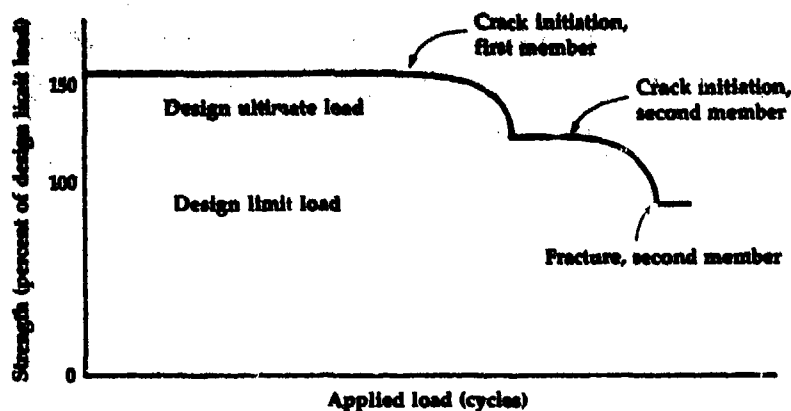 Crack initiation,
first member
150
Design ultimate load
Crack initiation,
second member
100
Design limit load
Fracture, second member
Strength (percent of design limit load)
0
Applied load (cycles)